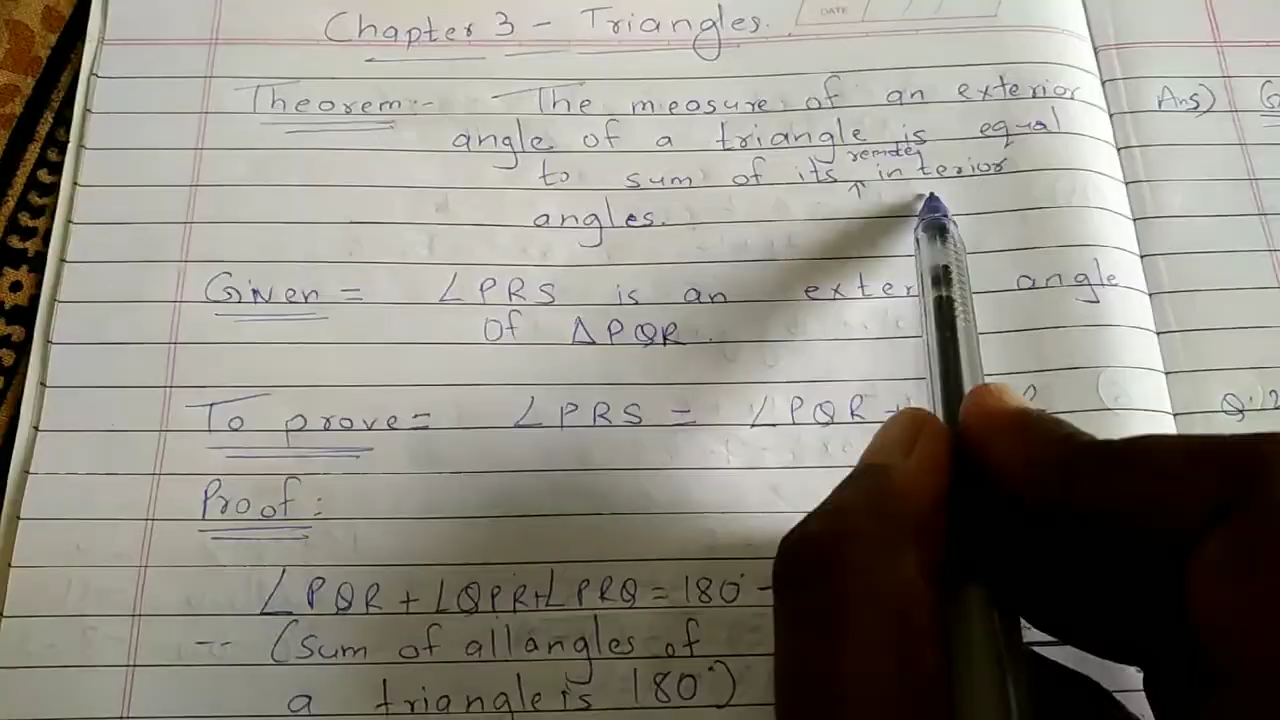 Chapter 3 - Triangles.
DATE
Theorem:- The measure of an exterior
angle of a triangle is equal
remote
to sum of its interior
angles.
Given = ∠PRS is an exter angle
of ΔPQR.
To prove = ∠PRS = ∠PQR +
Proof:
∠PQR + ∠QPR + ∠PRQ = 180° -
-- (Sum of all angles of
a triangle is 180°)
Ans)